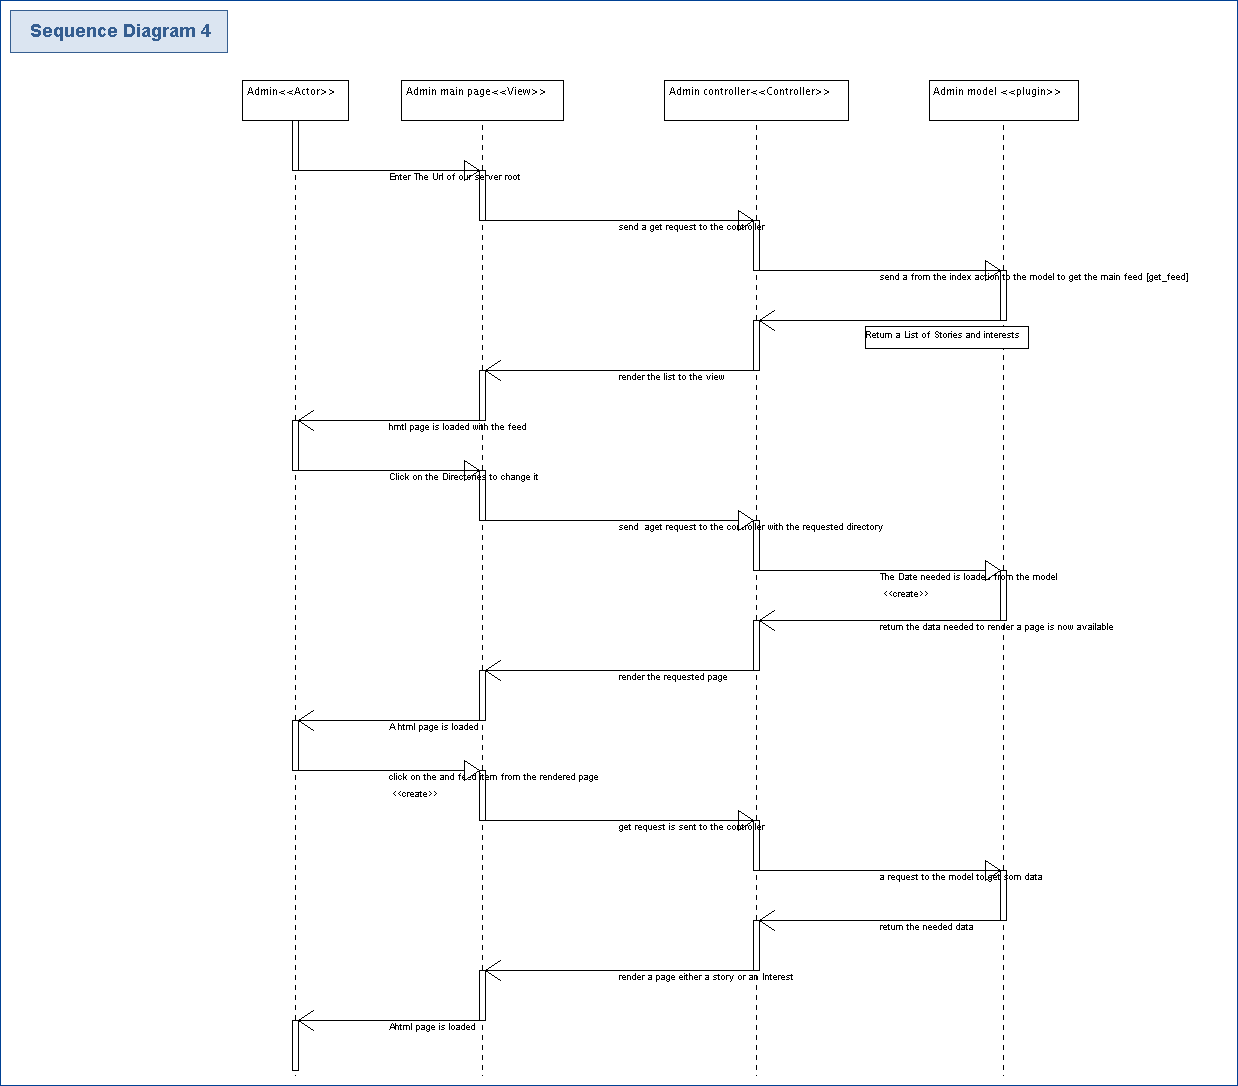 Sequence Diagram 4
Admin<<Actor>>
Admin main page<<View>>
Admin controller<<Controller>>
Admin model <<plugin>>
Enter The Url of our server root
send a get request to the controller
send a from the index action to the model to get the main feed [get_feed]
Return a List of Stories and interests
render the list to the view
hmtl page is loaded with the feed
Click on the Directories to change it
send  aget request to the controller with the requested directory
The Date needed is loaded from the model
<<create>>
return the data needed to render a page is now available
render the requested page
A html page is loaded
click on the and feed item from the rendered page
<<create>>
get request is sent to the controller
a request to the model to get som data
return the needed data
render a page either a story or an Interest
Ahtml page is loaded